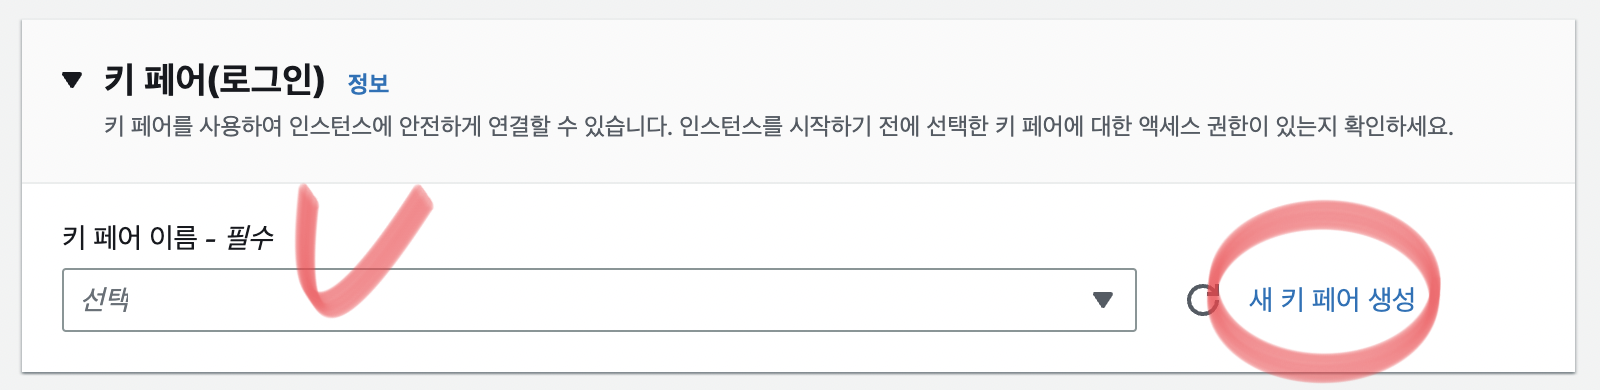 키 페어(로그인) 정보
키 페어를 사용하여 인스턴스에 안전하게 연결할 수 있습니다. 인스턴스를 시작하기 전에 선택한 키 페어에 대한 액세스 권한이 있는지 확인하세요.
키 페어 이름 - 필수
선택
새 키 페어 생성